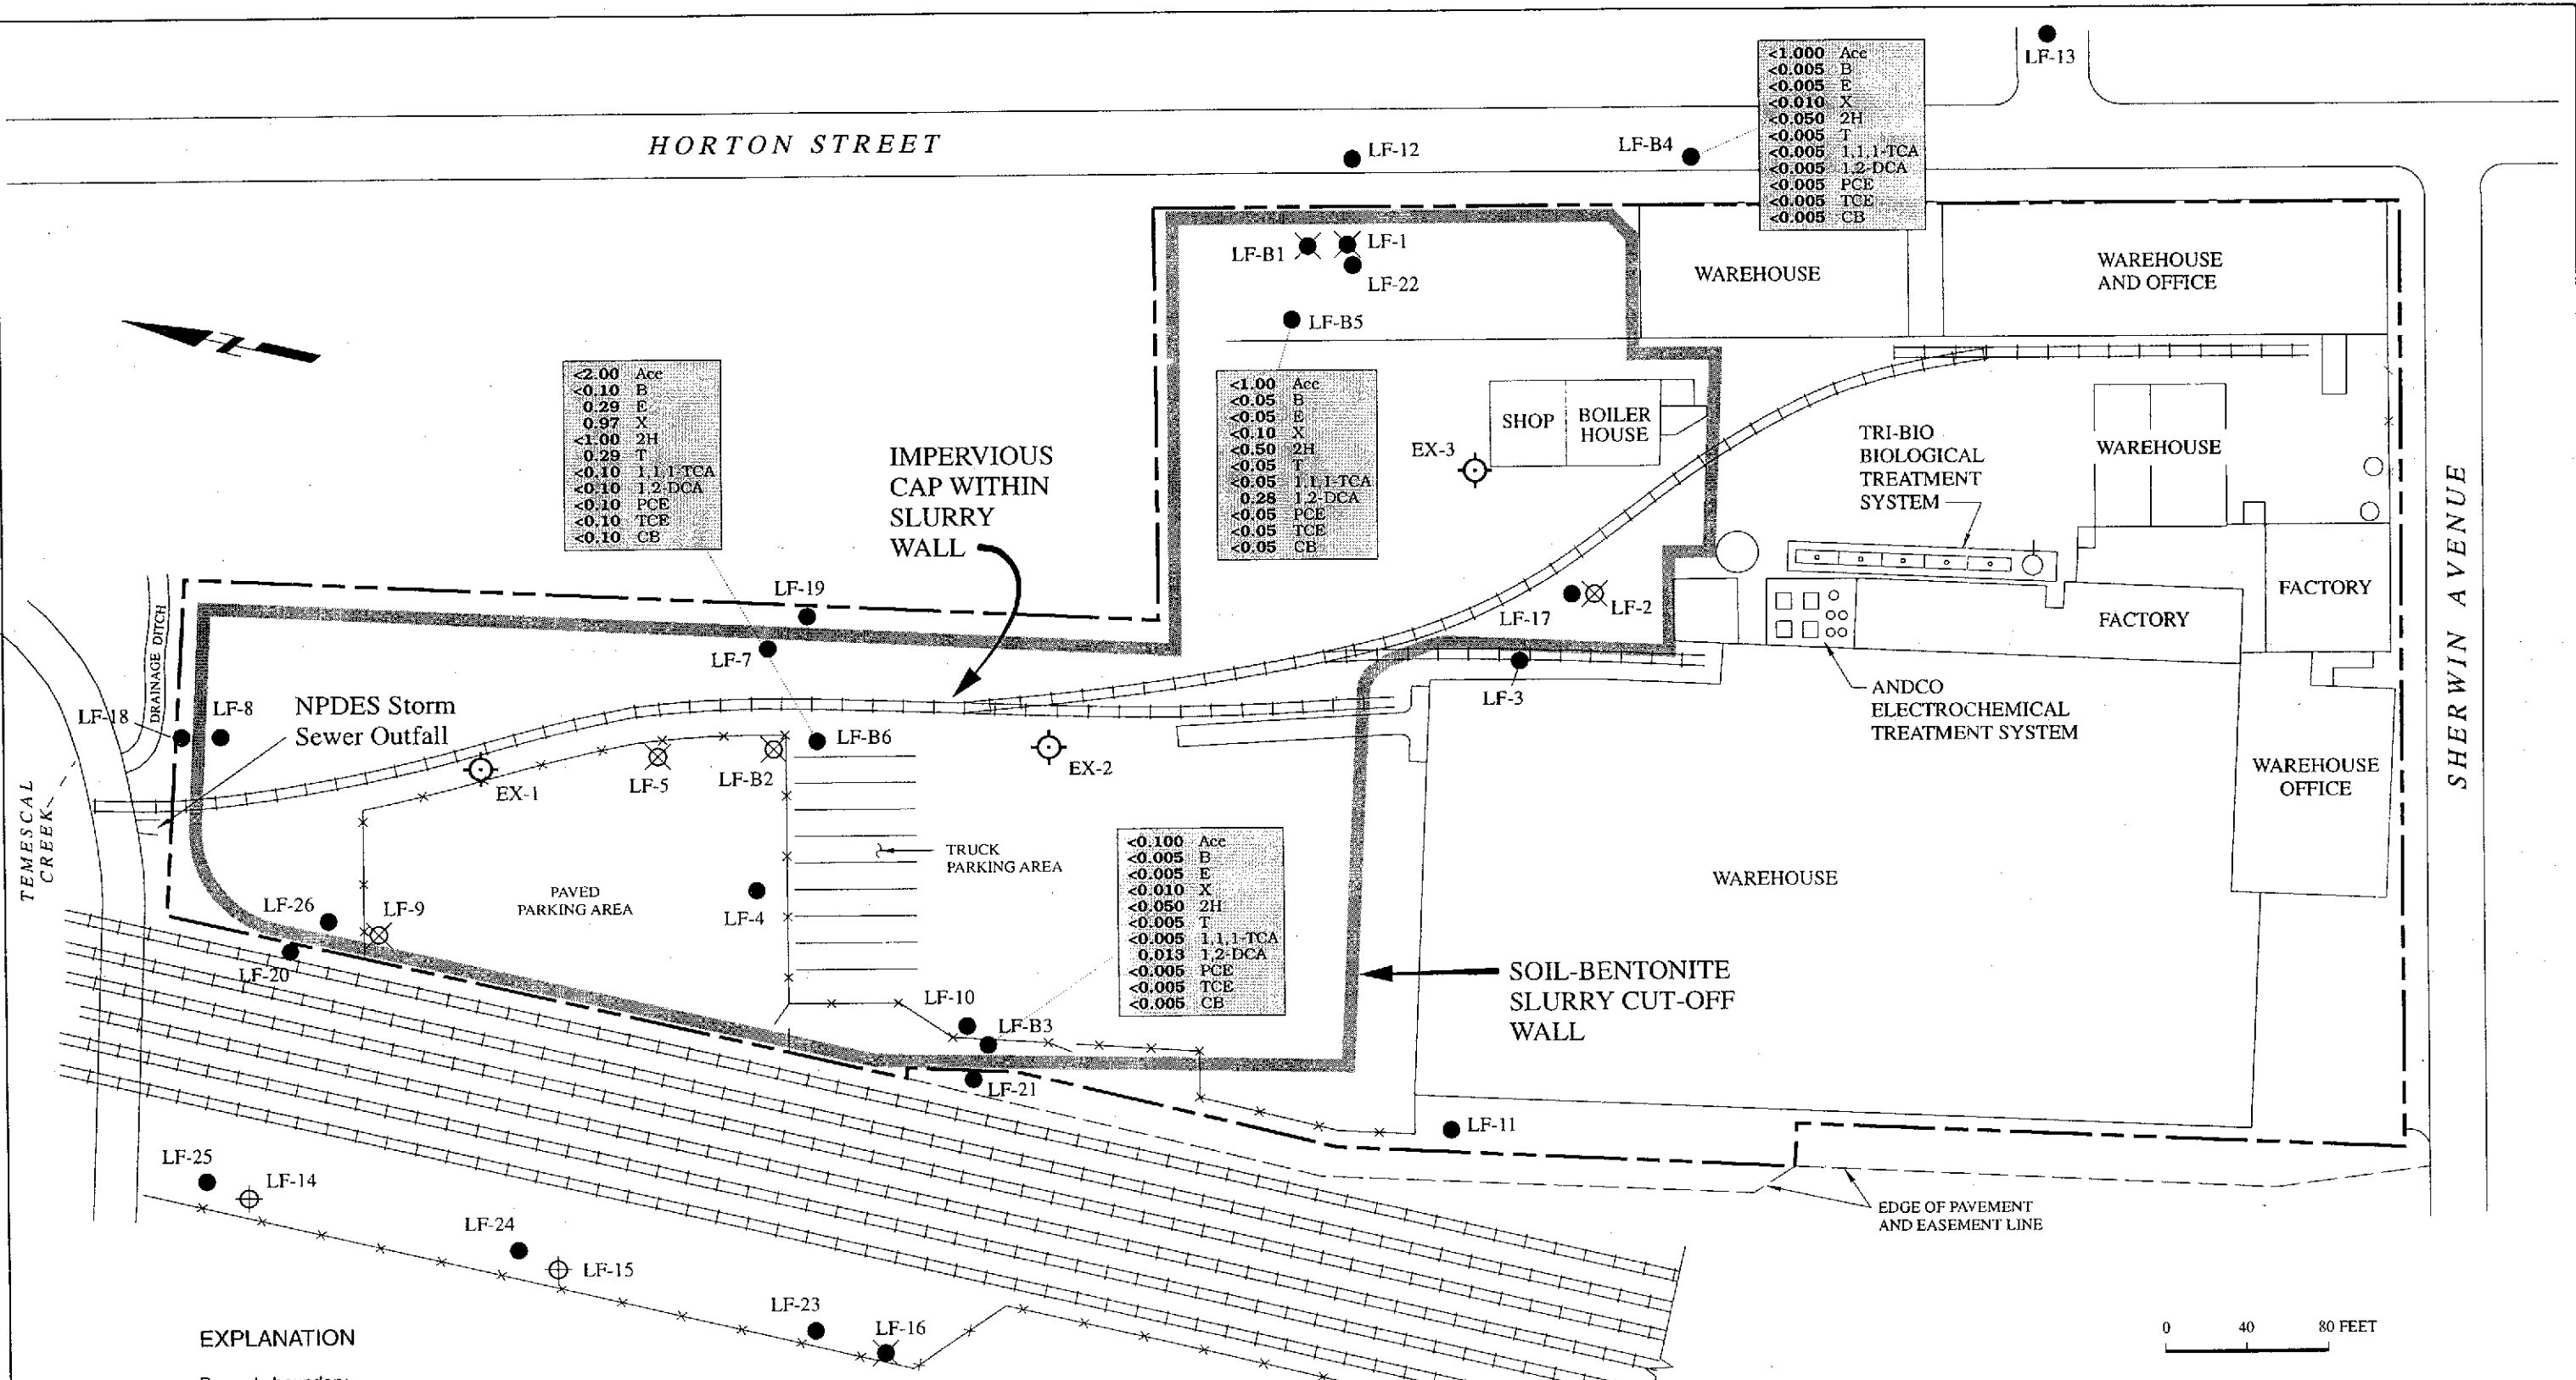 LF-13
<1.000 Ace
<0.005 B
<0.005 E
<0.010 X
<0.050 2H
<0.005 T
<0.005 1,1,1-TCA
<0.005 1,2-DCA
<0.005 PCE
<0.005 TCE
<0.005 CB
HORTON STREET
LF-12
LF-B4
LF-B1
LF-1
LF-22
LF-B5
WAREHOUSE
WAREHOUSE
AND OFFICE
<2.00 Ace
<0.10 B
0.29 E
0.97 X
<1.00 2H
0.29 T
<0.10 1,1,1-TCA
<0.10 1,2-DCA
<0.10 PCE
<0.10 TCE
<0.10 CB
<1.00 Ace
<0.05 B
<0.05 E
<0.10 X
<0.50 2H
<0.05 T
<0.05 1,1,1-TCA
0.28 1,2-DCA
<0.05 PCE
<0.05 TCE
<0.05 CB
IMPERVIOUS
CAP WITHIN
SLURRY
WALL
EX-3
SHOP
BOILER
HOUSE
TRI-BIO
BIOLOGICAL
TREATMENT
SYSTEM
WAREHOUSE
SHERWIN AVENUE
FACTORY
FACTORY
DRAINAGE DITCH
LF-19
LF-7
LF-17
LF-2
LF-3
ANDCO
ELECTROCHEMICAL
TREATMENT SYSTEM
LF-18
LF-8
NPDES Storm
Sewer Outfall
LF-B6
LF-5
LF-B2
EX-1
EX-2
WAREHOUSE
OFFICE
TEMESCAL
CREEK
TRUCK
PARKING AREA
PAVED
PARKING AREA
LF-26
LF-9
LF-4
LF-20
<0.100 Ace
<0.005 B
<0.005 E
<0.010 X
<0.050 2H
<0.005 T
<0.005 1,1,1-TCA
0.013 1,2-DCA
<0.005 PCE
<0.005 TCE
<0.005 CB
WAREHOUSE
SOIL-BENTONITE
SLURRY CUT-OFF
WALL
LF-10
LF-B3
LF-21
LF-11
LF-25
LF-14
LF-24
LF-15
LF-23
LF-16
EDGE OF PAVEMENT
AND EASEMENT LINE
EXPLANATION
0 40 80 FEET